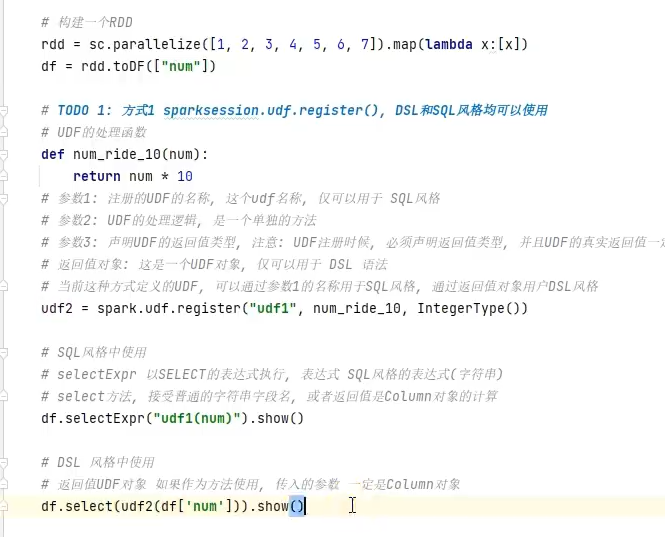 # 构建一个RDD
rdd = sc.parallelize([1, 2, 3, 4, 5, 6, 7]).map(lambda x:[x])
df = rdd.toDF(["num"])
# TODO 1: 方式1 sparksession.udf.register(), DSL和SQL风格均可以使用
# UDF的处理函数
def num_ride_10(num):
    return num * 10
# 参数1: 注册的UDF的名称, 这个udf名称, 仅可以用于 SQL风格
# 参数2: UDF的处理逻辑, 是一个单独的方法
# 参数3: 声明UDF的返回值类型, 注意: UDF注册时候, 必须声明返回值类型, 并且UDF的真实返回值一定
# 返回值对象: 这是一个UDF对象, 仅可以用于 DSL 语法
# 当前这种方式定义的UDF, 可以通过参数1的名称用于SQL风格, 通过返回值对象用户DSL风格
udf2 = spark.udf.register("udf1", num_ride_10, IntegerType())
# SQL风格中使用
# selectExpr 以SELECT的表达式执行, 表达式 SQL风格的表达式(字符串)
# select方法, 接受普通的字符串字段名, 或者返回值是Column对象的计算
df.selectExpr("udf1(num)").show()
# DSL 风格中使用
# 返回值UDF对象 如果作为方法使用, 传入的参数 一定是Column对象
df.select(udf2(df['num'])).show()